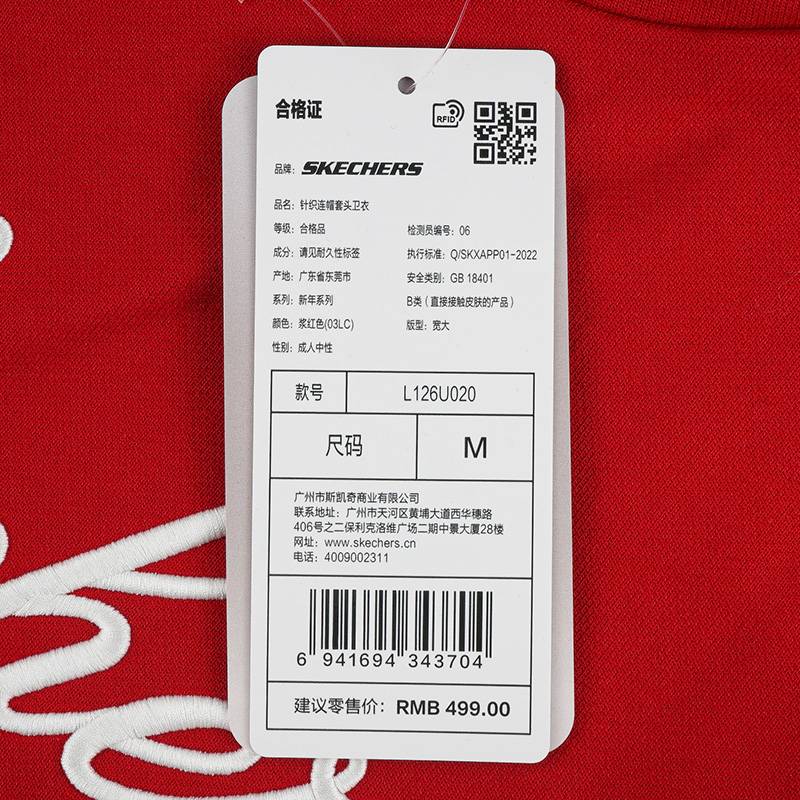 合格证
RFID
品牌: SKECHERS
品名: 针织连帽套头卫衣
等级: 合格品 检测员编号: 06
成分: 请见耐久性标签 执行标准: Q/SKXAPP01-2022
产地: 广东省东莞市 安全类别: GB 18401
系列: 新年系列 B类 (直接接触皮肤的产品)
颜色: 浆红色(03LC) 版型: 宽大
性别: 成人中性
款号 L126U020
尺码 M
广州市斯凯奇商业有限公司
联系地址: 广州市天河区黄埔大道西华穗路
406号之二保利克洛维广场二期中景大厦28楼
网址: www.skechers.cn
电话: 4009002311
6 941694 343704
建议零售价: RMB 499.00